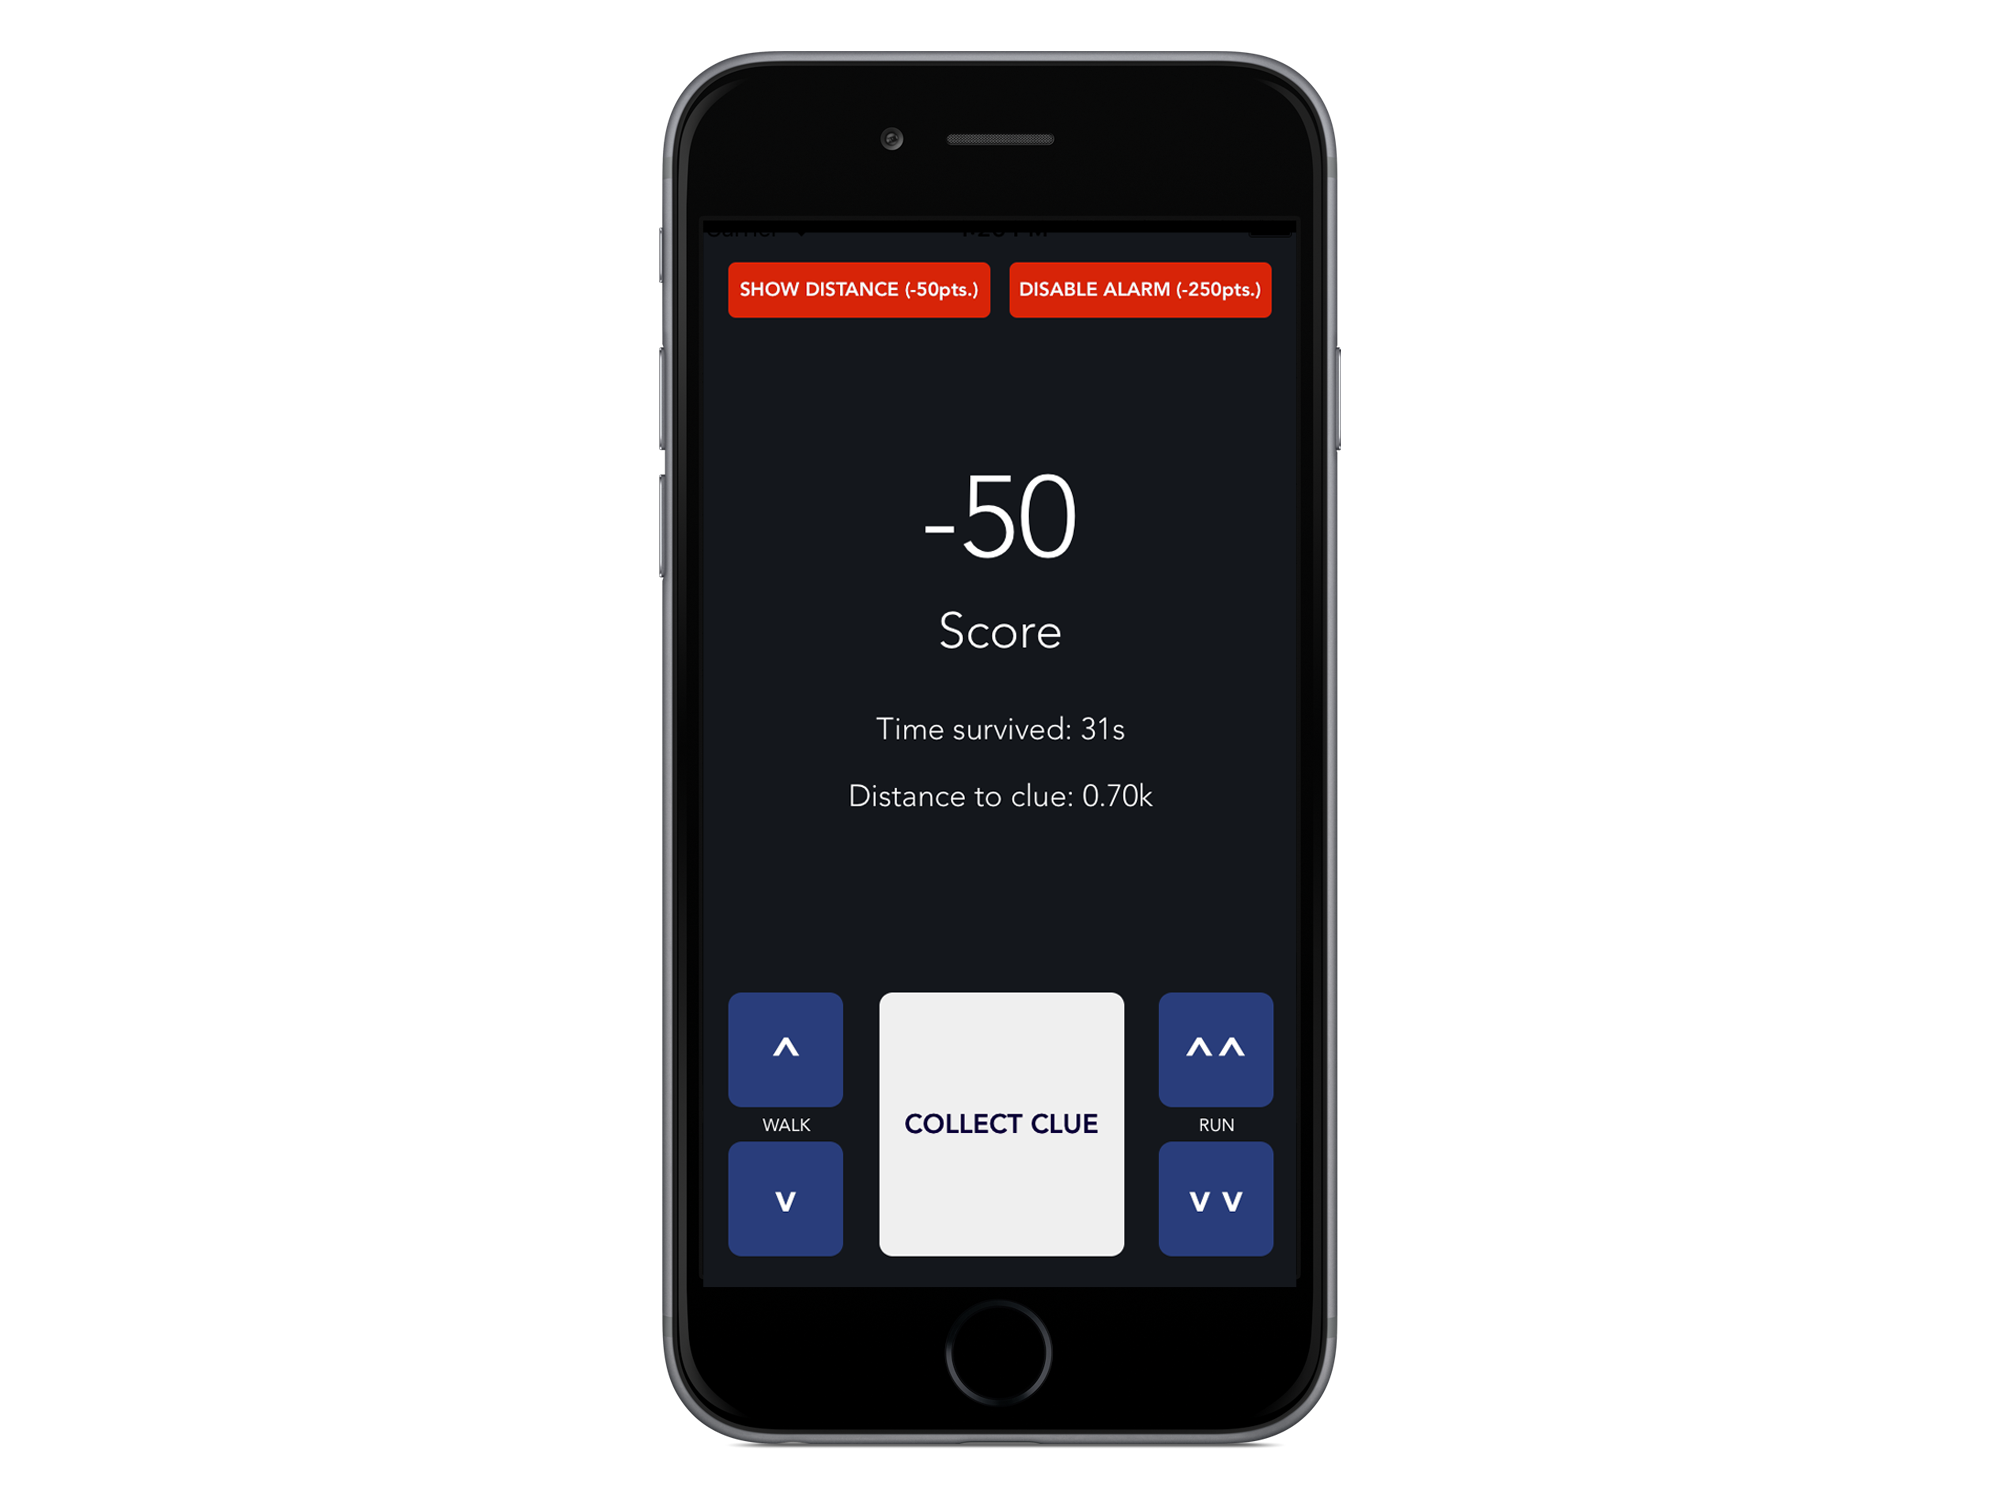 SHOW DISTANCE (-50pts.)
DISABLE ALARM (-250pts.)
-50
Score
Time survived: 31s
Distance to clue: 0.70k
^
^^
COLLECT CLUE
WALK
RUN
v
v v